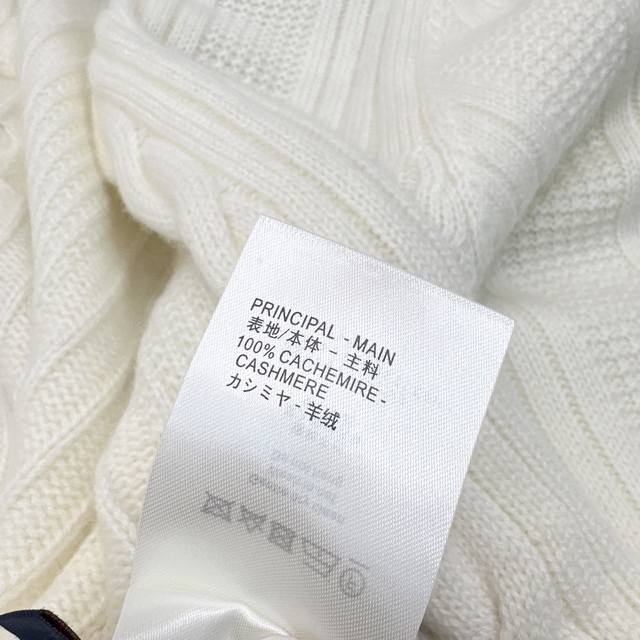 PRINCIPAL - MAIN
表地/本体 - 主料
100% CACHEMIRE-
CASHMERE
カシミヤ - 羊绒